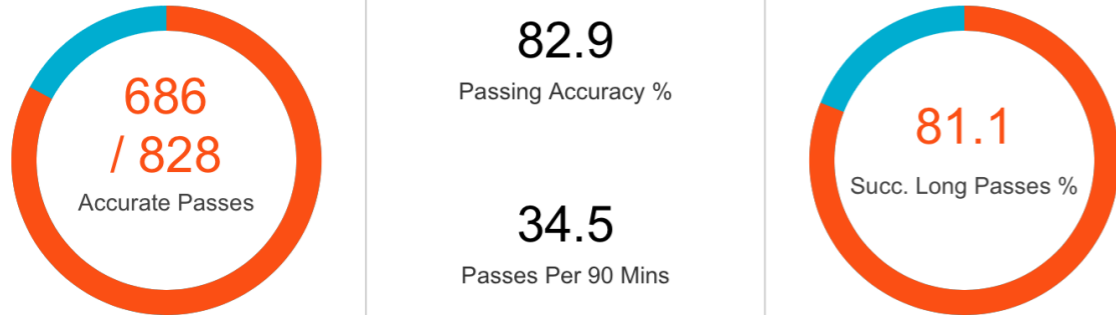 686
/ 828
Accurate Passes
82.9
Passing Accuracy %
34.5
Passes Per 90 Mins
81.1
Succ. Long Passes %